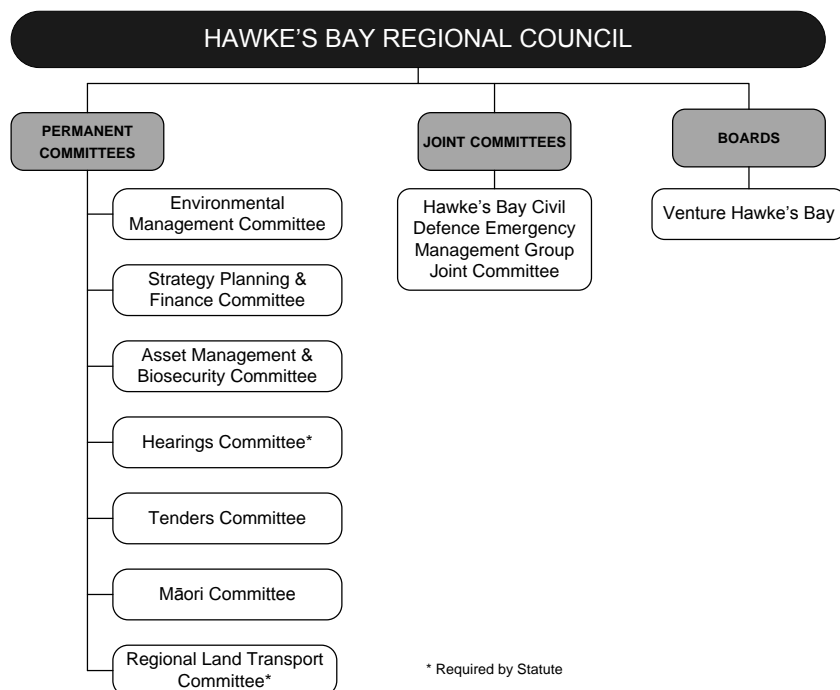 HAWKE'S BAY REGIONAL COUNCIL
PERMANENT
COMMITTEES
Environmental
Management Committee
Strategy Planning &
Finance Committee
Asset Management &
Biosecurity Committee
Hearings Committee*
Tenders Committee
Māori Committee
Regional Land Transport
Committee*
JOINT COMMITTEES
Hawke's Bay Civil
Defence Emergency
Management Group
Joint Committee
BOARDS
Venture Hawke's Bay
* Required by Statute